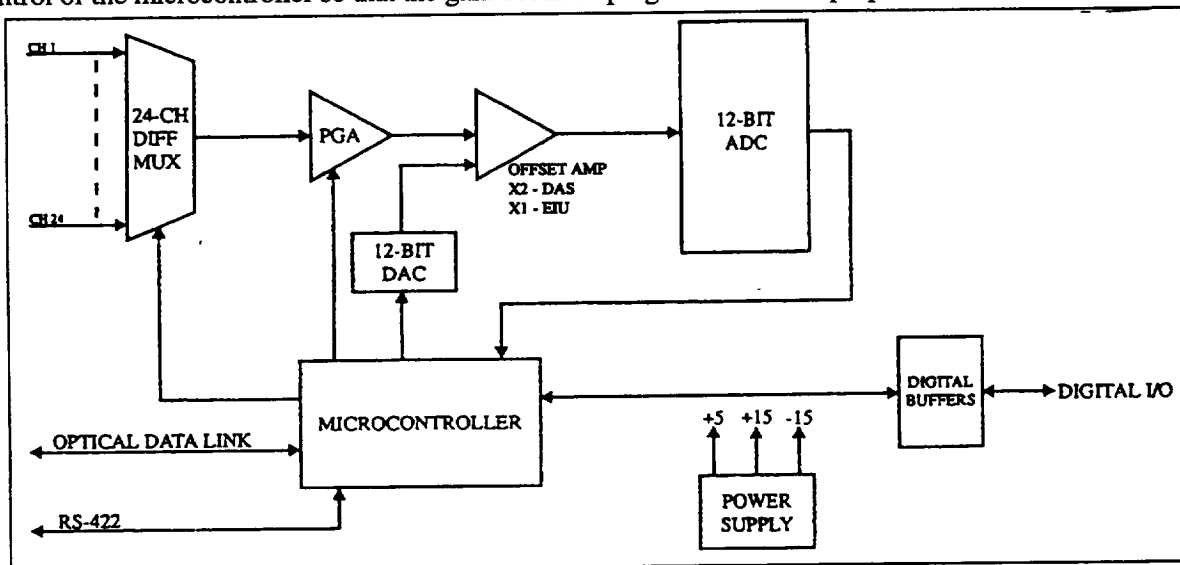 ntrol of the microcontroller so that the gain
CH 1
24-CH
DIFF
MUX
CH 24
PGA
OFFSET AMP
X2 - DAS
X1 - EIU
12-BIT
ADC
12-BIT
DAC
MICROCONTROLLER
DIGITAL
BUFFERS
DIGITAL I/O
+5 +15 -15
POWER
SUPPLY
OPTICAL DATA LINK
RS-422